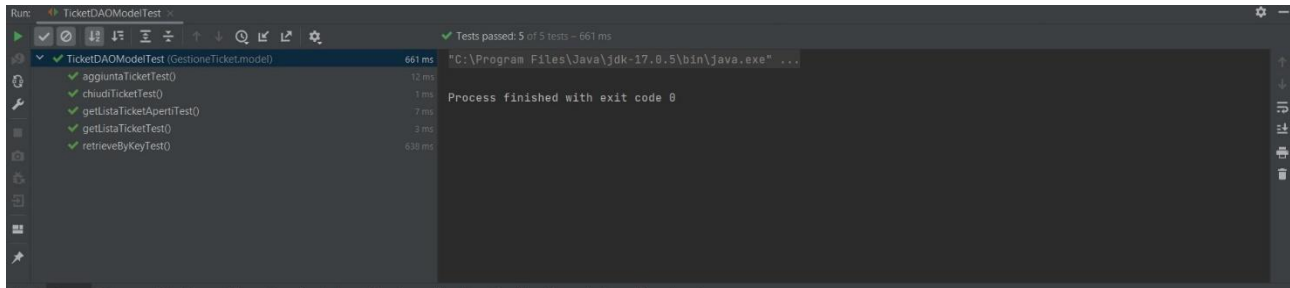 Run: TicketDAOModelTest
Tests passed: 5 of 5 tests – 661 ms
TicketDAOModelTest (GestioneTicket.model) 661 ms
aggiuntaTicketTest() 12 ms
chiudiTicketTest() 1 ms
getListaTicketApertiTest() 7 ms
getListaTicketTest() 3 ms
retrieveByKeyTest() 638 ms
"C:\Program Files\Java\jdk-17.0.5\bin\java.exe" ...
Process finished with exit code 0